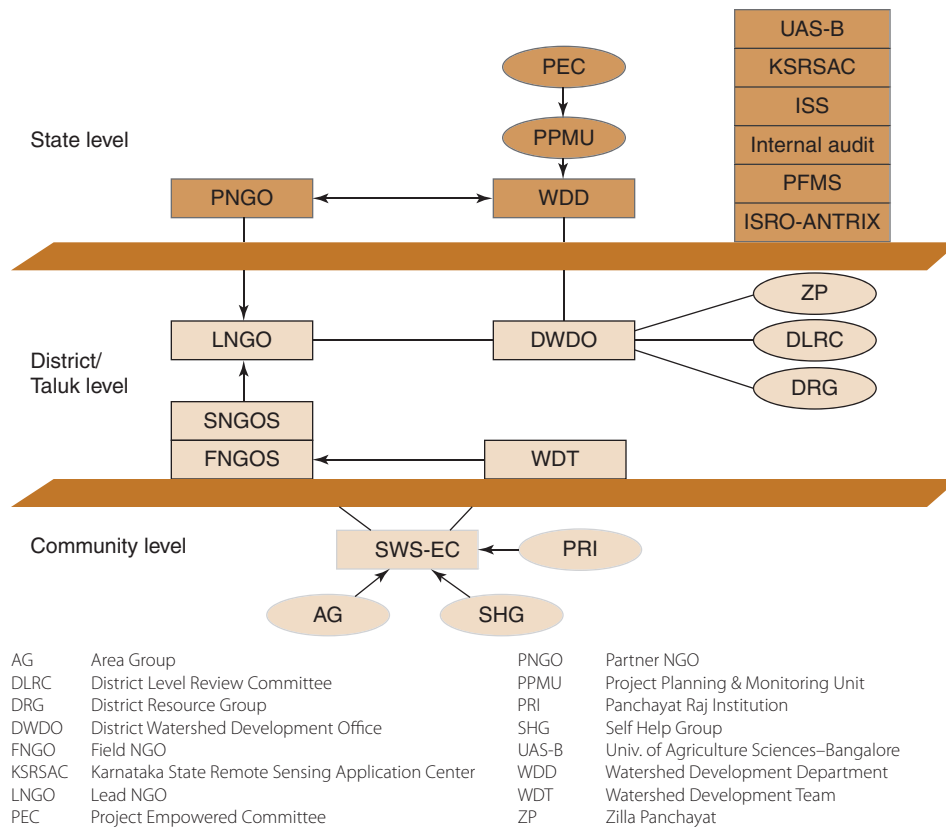 UAS-B
KSRSAC
ISS
Internal audit
PFMS
ISRO-ANTRIX
State level
PEC
PPMU
PNGO
WDD
District/
Taluk level
LNGO
DWDO
ZP
DLRC
DRG
SNGOS
FNGOS
WDT
Community level
SWS-EC
PRI
AG
SHG
AG Area Group
DLRC District Level Review Committee
DRG District Resource Group
DWDO District Watershed Development Office
FNGO Field NGO
KSRSAC Karnataka State Remote Sensing Application Center
LNGO Lead NGO
PEC Project Empowered Committee
PNGO Partner NGO
PPMU Project Planning & Monitoring Unit
PRI Panchayat Raj Institution
SHG Self Help Group
UAS-B Univ. of Agriculture Sciences–Bangalore
WDD Watershed Development Department
WDT Watershed Development Team
ZP Zilla Panchayat